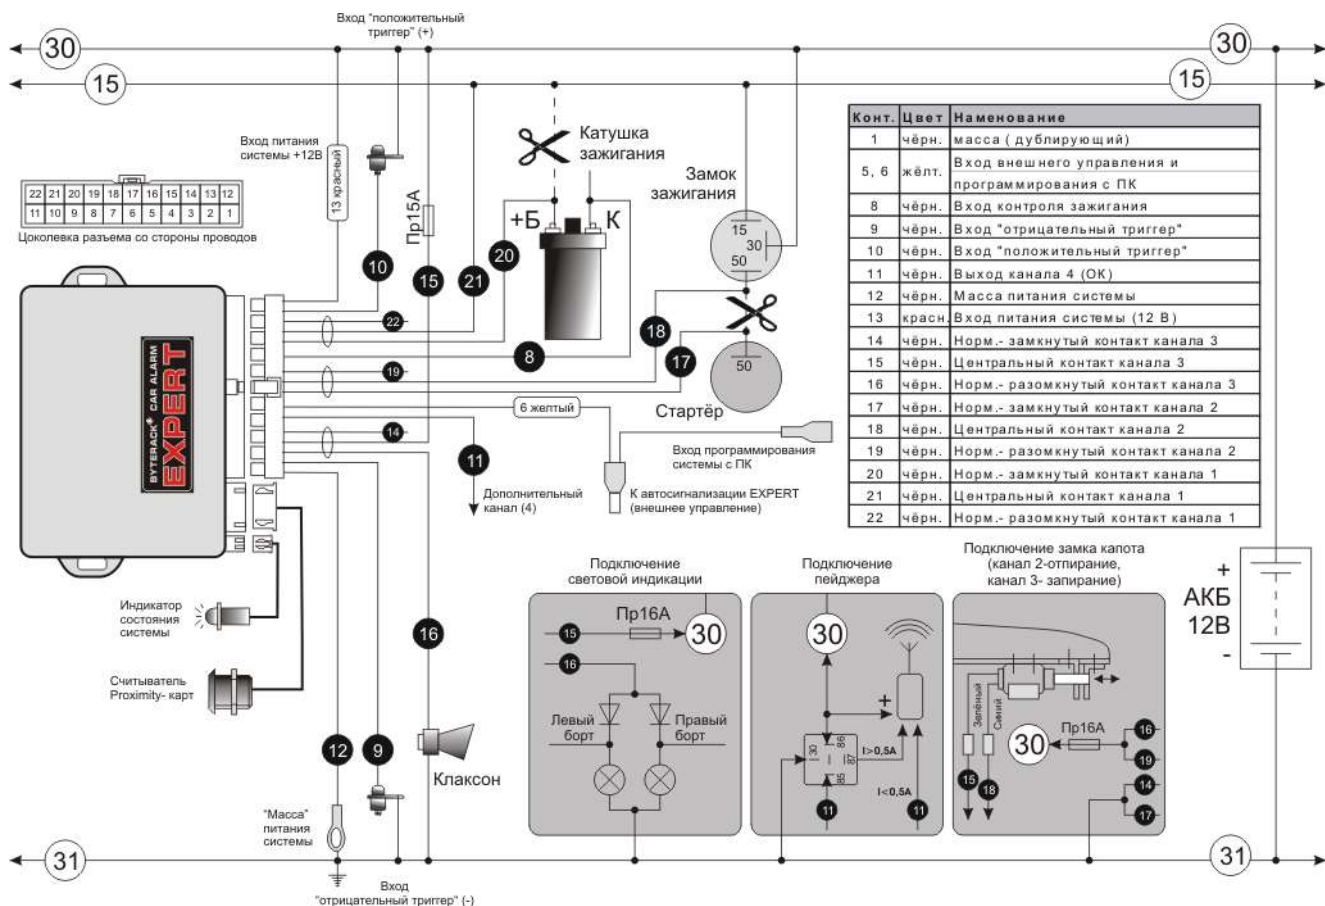 Вход "положительный
триггер" (+)
30
30
15
15
Вход питания
системы +12В
13 красный
Пр15А
Катушка
зажигания
Замок
зажигания
+Б
К
15
30
50
50
Стартёр
22 21 20 19 18 17 16 15 14 13 12
11 10 9 8 7 6 5 4 3 2 1
Цоколевка разъема со стороны проводов
10
15
21
20
8
18
17
22
19
14
11
6 желтый
BYTERACK CAR ALARM
EXPERT
Вход программирования
системы с ПК
К автосигнализации EXPERT
(внешнее управление)
Дополнительный
канал (4)
Конт. Цвет Наменование
1 чёрн. масса ( дублирующий)
5, 6 жёлт. Вход внешнего управления и
программирования с ПК
8 чёрн. Вход контроля зажигания
9 чёрн. Вход "отрицательный триггер"
10 чёрн. Вход "положительный триггер"
11 чёрн. Выход канала 4 (ОК)
12 чёрн. Масса питания системы
13 красн. Вход питания системы (12 В)
14 чёрн. Норм.- замкнутый контакт канала 3
15 чёрн. Центральный контакт канала 3
16 чёрн. Норм.- разомкнутый контакт канала 3
17 чёрн. Норм.- замкнутый контакт канала 2
18 чёрн. Центральный контакт канала 2
19 чёрн. Норм.- разомкнутый контакт канала 2
20 чёрн. Норм.- замкнутый контакт канала 1
21 чёрн. Центральный контакт канала 1
22 чёрн. Норм.- разомкнутый контакт канала 1
Индикатор
состояния
системы
Считыватель
Proximity- карт
12
9
16
Клаксон
"Масса"
питания
системы
Подключение
световой индикации
Пр16А
30
15
16
Левый
борт
Правый
борт
Подключение
пейджера
30
+
30
86
87
85
I>0,5А
I<0,5А
11
11
Подключение замка капота
(канал 2-отпирание,
канал 3- запирание)
Зелёный
Синий
30
Пр16А
16
19
14
17
15
18
+
АКБ
12В
-
31
31
Вход
"отрицательный триггер" (-)